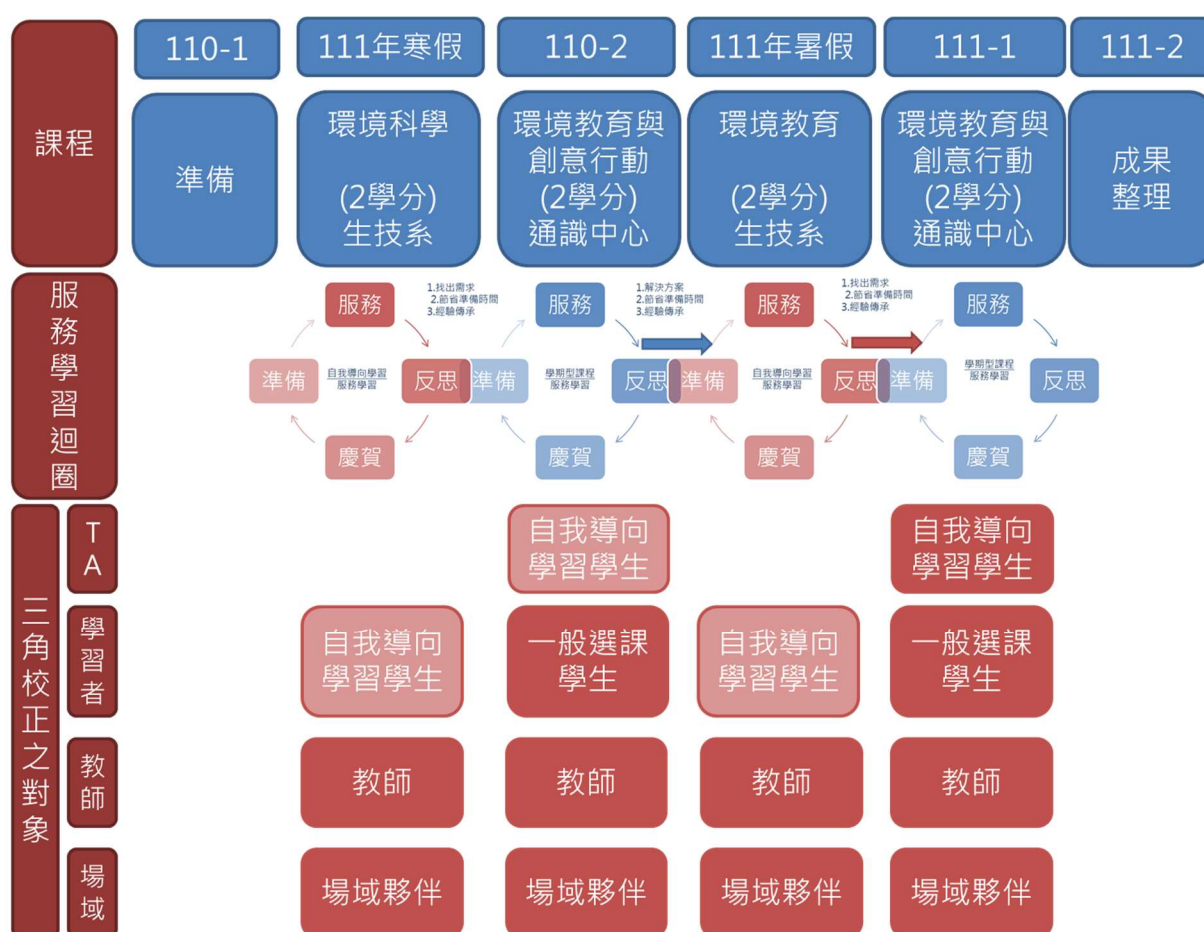 課程
110-1
111年寒假
110-2
111年暑假
111-1
111-2
準備
環境科學
(2學分)
生技系
環境教育與
創意行動
(2學分)
通識中心
環境教育
(2學分)
生技系
環境教育與
創意行動
(2學分)
通識中心
成果
整理
服務學習迴圈
服務
準備
自我導向學習
服務學習
反思
慶賀
1.找出需求
2.節省準備時間
3.經驗傳承
服務
準備
學期型課程
服務學習
反思
慶賀
1.解決方案
2.節省準備時間
3.經驗傳承
服務
準備
自我導向學習
服務學習
反思
慶賀
1.找出需求
2.節省準備時間
3.經驗傳承
服務
準備
學期型課程
服務學習
反思
慶賀
三角校正之對象
TA
自我導向
學習學生
自我導向
學習學生
學習者
自我導向
學習學生
一般選課
學生
自我導向
學習學生
一般選課
學生
教師
教師
教師
教師
教師
場域
場域夥伴
場域夥伴
場域夥伴
場域夥伴